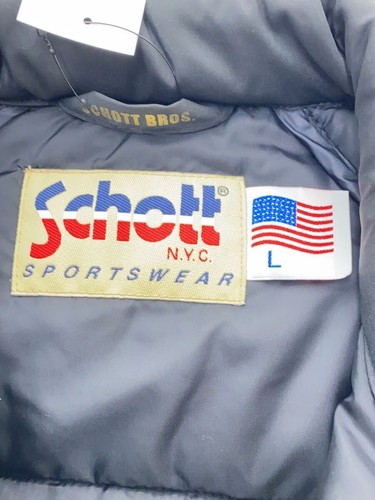 SCHOTT BROS.
Schott®
N.Y.C.
SPORTSWEAR
L